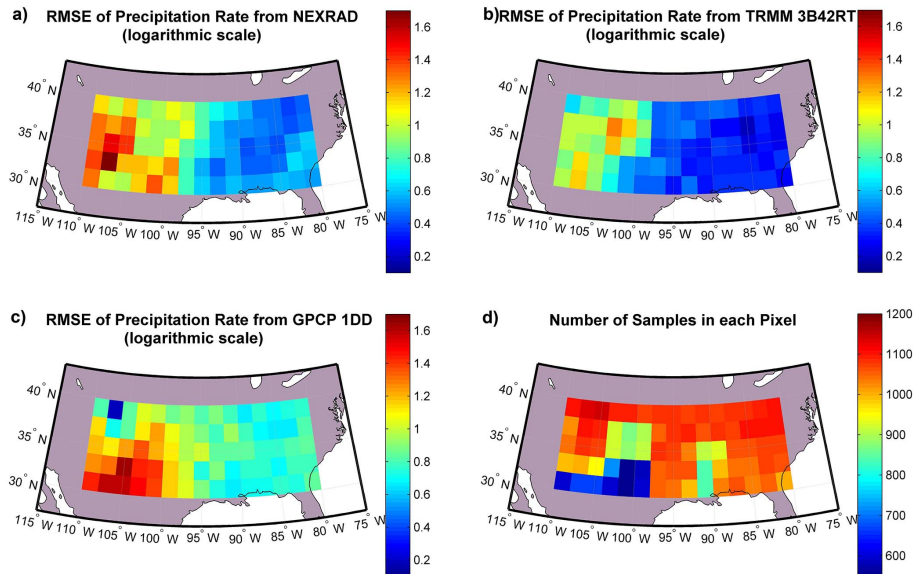 a) RMSE of Precipitation Rate from NEXRAD
(logarithmic scale)
1.6
1.4
1.2
1
0.8
0.6
0.4
0.2
40° N
35° N
30° N
115° W
110° W
105° W
100° W
95° W
90° W
85° W
80° W
75° W
b) RMSE of Precipitation Rate from TRMM 3B42RT
(logarithmic scale)
1.6
1.4
1.2
1
0.8
0.6
0.4
0.2
40° N
35° N
30° N
115° W
110° W
105° W
100° W
95° W
90° W
85° W
80° W
75° W
c) RMSE of Precipitation Rate from GPCP 1DD
(logarithmic scale)
1.6
1.4
1.2
1
0.8
0.6
0.4
0.2
40° N
35° N
30° N
115° W
110° W
105° W
100° W
95° W
90° W
85° W
80° W
75° W
d) Number of Samples in each Pixel
1200
1100
1000
900
800
700
600
40° N
35° N
30° N
115° W
110° W
105° W
100° W
95° W
90° W
85° W
80° W
75° W